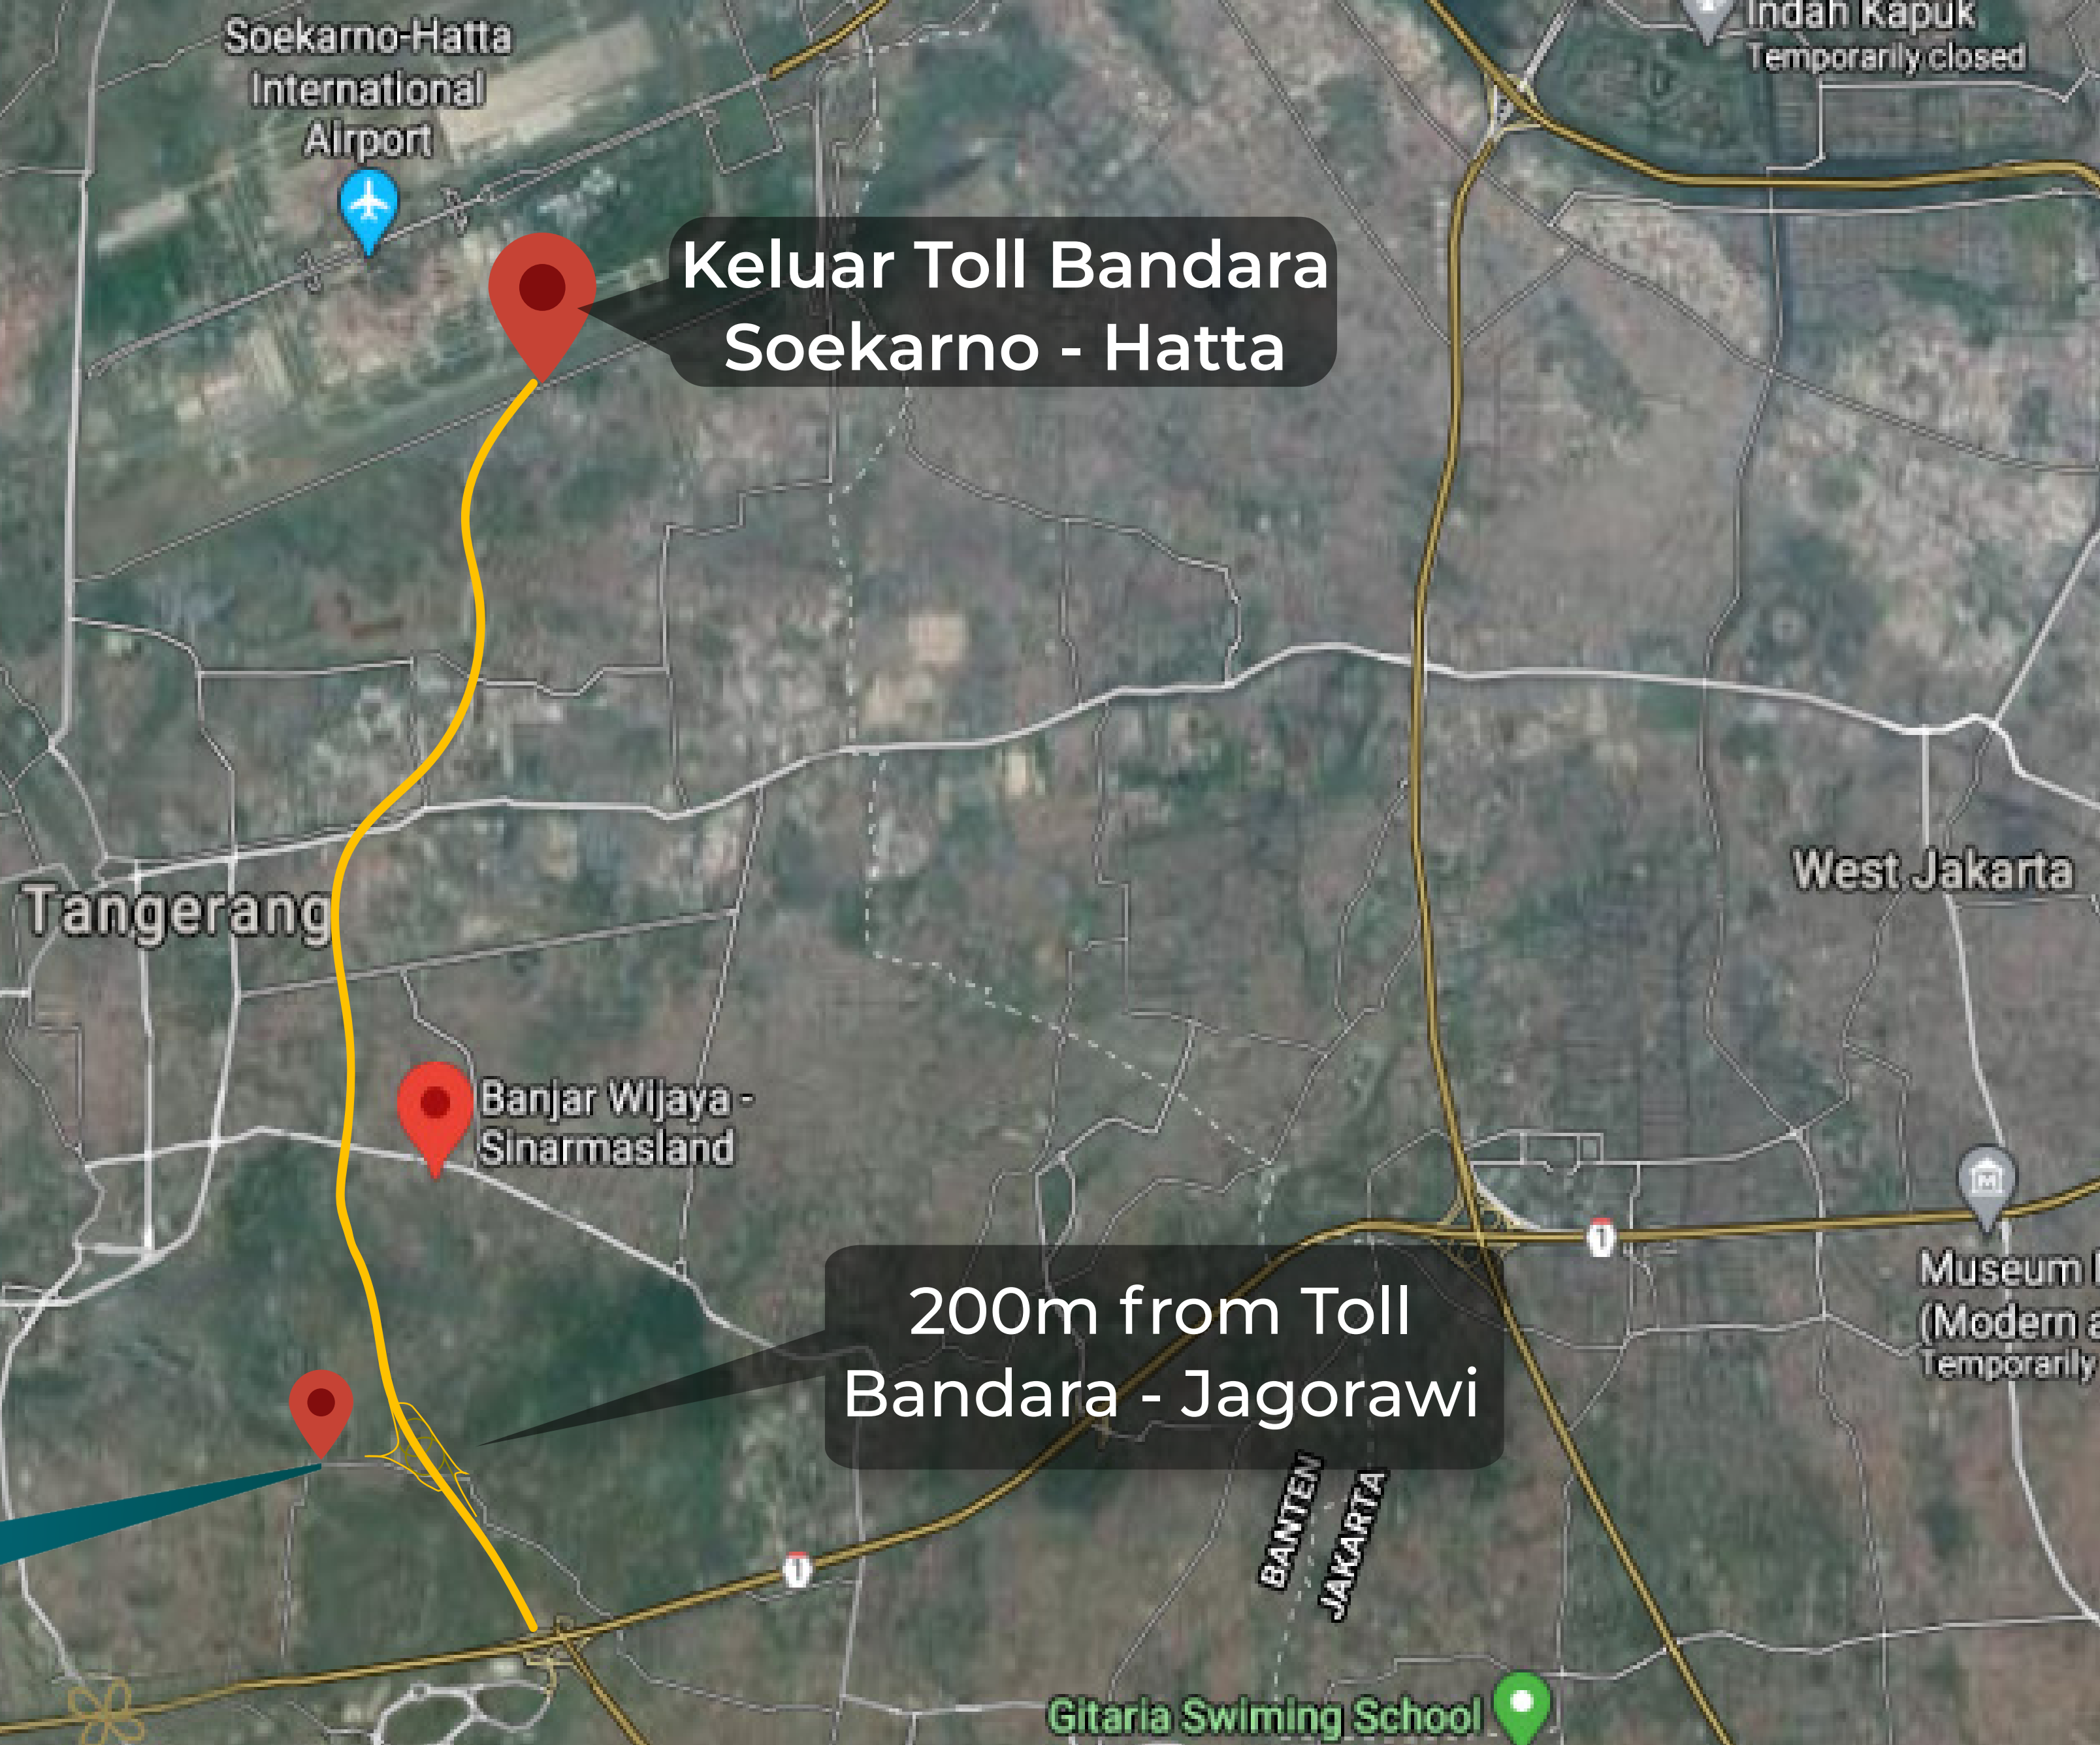 Soekarno-Hatta
International
Airport
Indah Kapuk
Temporarily closed
Keluar Toll Bandara
Soekarno - Hatta
Tangerang
West Jakarta
Banjar Wijaya -
Sinarmasland
1
Museum
(Modern a
Temporarily
200m from Toll
Bandara - Jagorawi
BANTEN
JAKARTA
1
Gitaria Swiming School